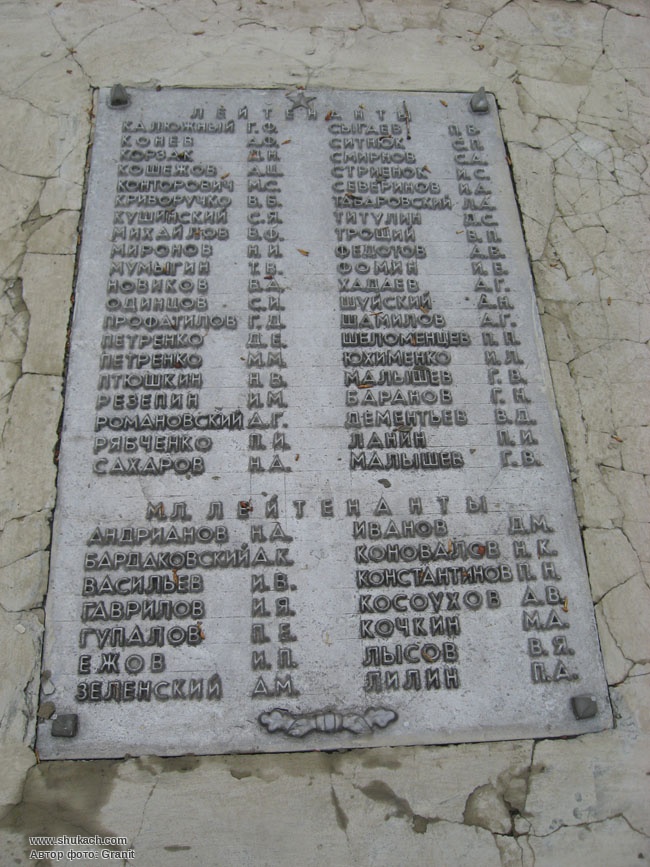 ЛЕЙТЕНАНТЫ
КАЛЮЖНЫЙ Г.Ф. СЫГАЕВ П.В.
КОНЕВ А.Ф. СИТНЮК С.П.
КОРЗАК Д.Н. СМИРНОВ С.А.
КОШЕЖОВ А.Ц. СТРИЕНОК И.С.
КОНТОРОВИЧ М.С. СЕВЕРИНОВ И.А.
КРИВОРУЧКО В.Б. ТАБАРОВСКИЙ Л.А.
КУШИНСКИЙ С.Я. ТИТУЛИН Д.С.
МИХАЙЛОВ В.Ф. ТРОЩИЙ В.П.
МИРОНОВ Н.И. ФЕДОТОВ А.В.
МУМЫГИН Т.В. ФОМИН И.Е.
НОВИКОВ В.А. ХАДАЕВ А.Г.
ОДИНЦОВ С.И. ШУЙСКИЙ А.Н.
ПРОФАТИЛОВ Г.Д. ШАМИЛОВ А.Г.
ПЕТРЕНКО Д.Е. ШЕЛОМЕНЦЕВ П.П.
ПЕТРЕНКО М.М. ЮХИМЕНКО И.Л.
ПТЮШКИН Н.В. МАЛЫШЕВ Г.В.
РЕЗЕПИН И.М. БАРАНОВ Г.Н.
РОМАНОВСКИЙ А.Г. ДЕМЕНТЬЕВ В.Д.
РЯБЧЕНКО П.И. ЛАНИН П.И.
САХАРОВ Н.А. МАЛЫШЕВ Г.В.
МЛ. ЛЕЙТЕНАНТЫ
АНДРИАНОВ Н.А. ИВАНОВ Д.М.
БАРДАКОВСКИЙ А.К. КОНОВАЛОВ Н.К.
ВАСИЛЬЕВ И.В. КОНСТАНТИНОВ П.Н.
ГАВРИЛОВ И.Я. КОСОУХОВ А.В.
ГУПАЛОВ П.Е. КОЧКИН М.А.
ЕЖОВ И.П. ЛЫСОВ В.Я.
ЗЕЛЕНСКИЙ А.М. ЛИЛИН П.А.
www.shukach.com
Автор фото: Granit